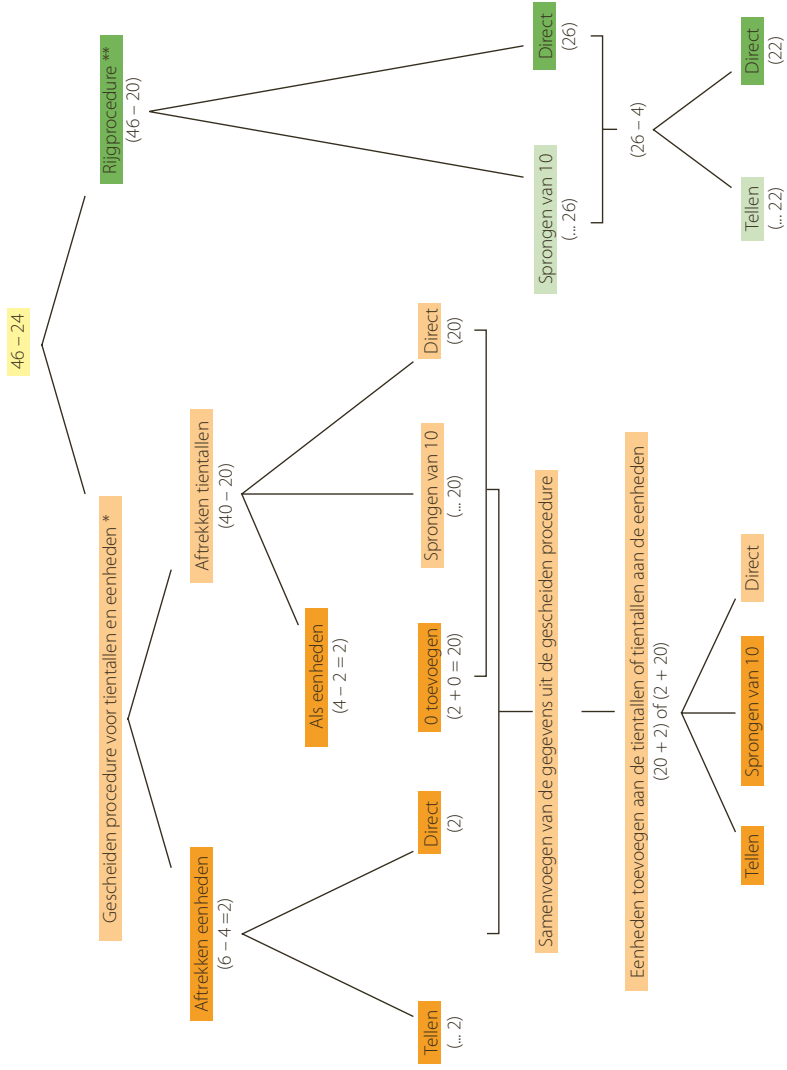 46 – 24
Gescheiden procedure voor tientallen en eenheden *
Rijgprocedure **
(46 – 20)
Aftrekken eenheden
(6 – 4 =2)
Aftrekken tientallen
(40 – 20)
Als eenheden
(4 – 2 = 2)
Tellen
(... 2)
Direct
(2)
0 toevoegen
(2 + 0 = 20)
Sprongen van 10
(... 20)
Direct
(20)
Sprongen van 10
(... 26)
Direct
(26)
Samenvoegen van de gegevens uit de gescheiden procedure
(26 – 4)
Eenheden toevoegen aan de tientallen of tientallen aan de eenheden
(20 + 2) of (2 + 20)
Tellen
Sprongen van 10
Direct
Tellen
(... 22)
Direct
(22)